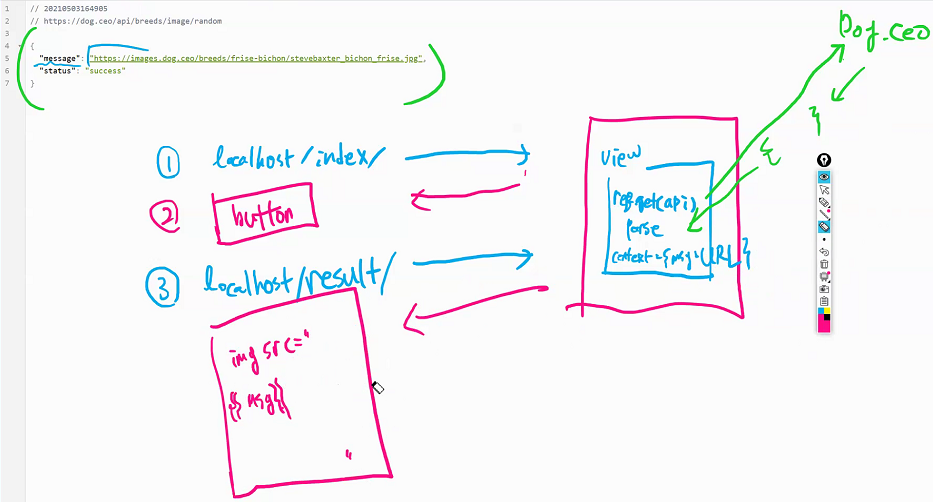 1 // 20210503164905
2 // https://dog.ceo/api/breeds/image/random
3
4 {
5 "message": "https://images.dog.ceo/breeds/frise-bichon/stevebaxter_bichon_frise.jpg",
6 "status": "success"
7 }
Dog.ceo
{ }
① localhost/index/
② button
③ localhost/result/
view
req.get(api),
parse
context = {msg = URL}
img src="
{{ msg }}
"